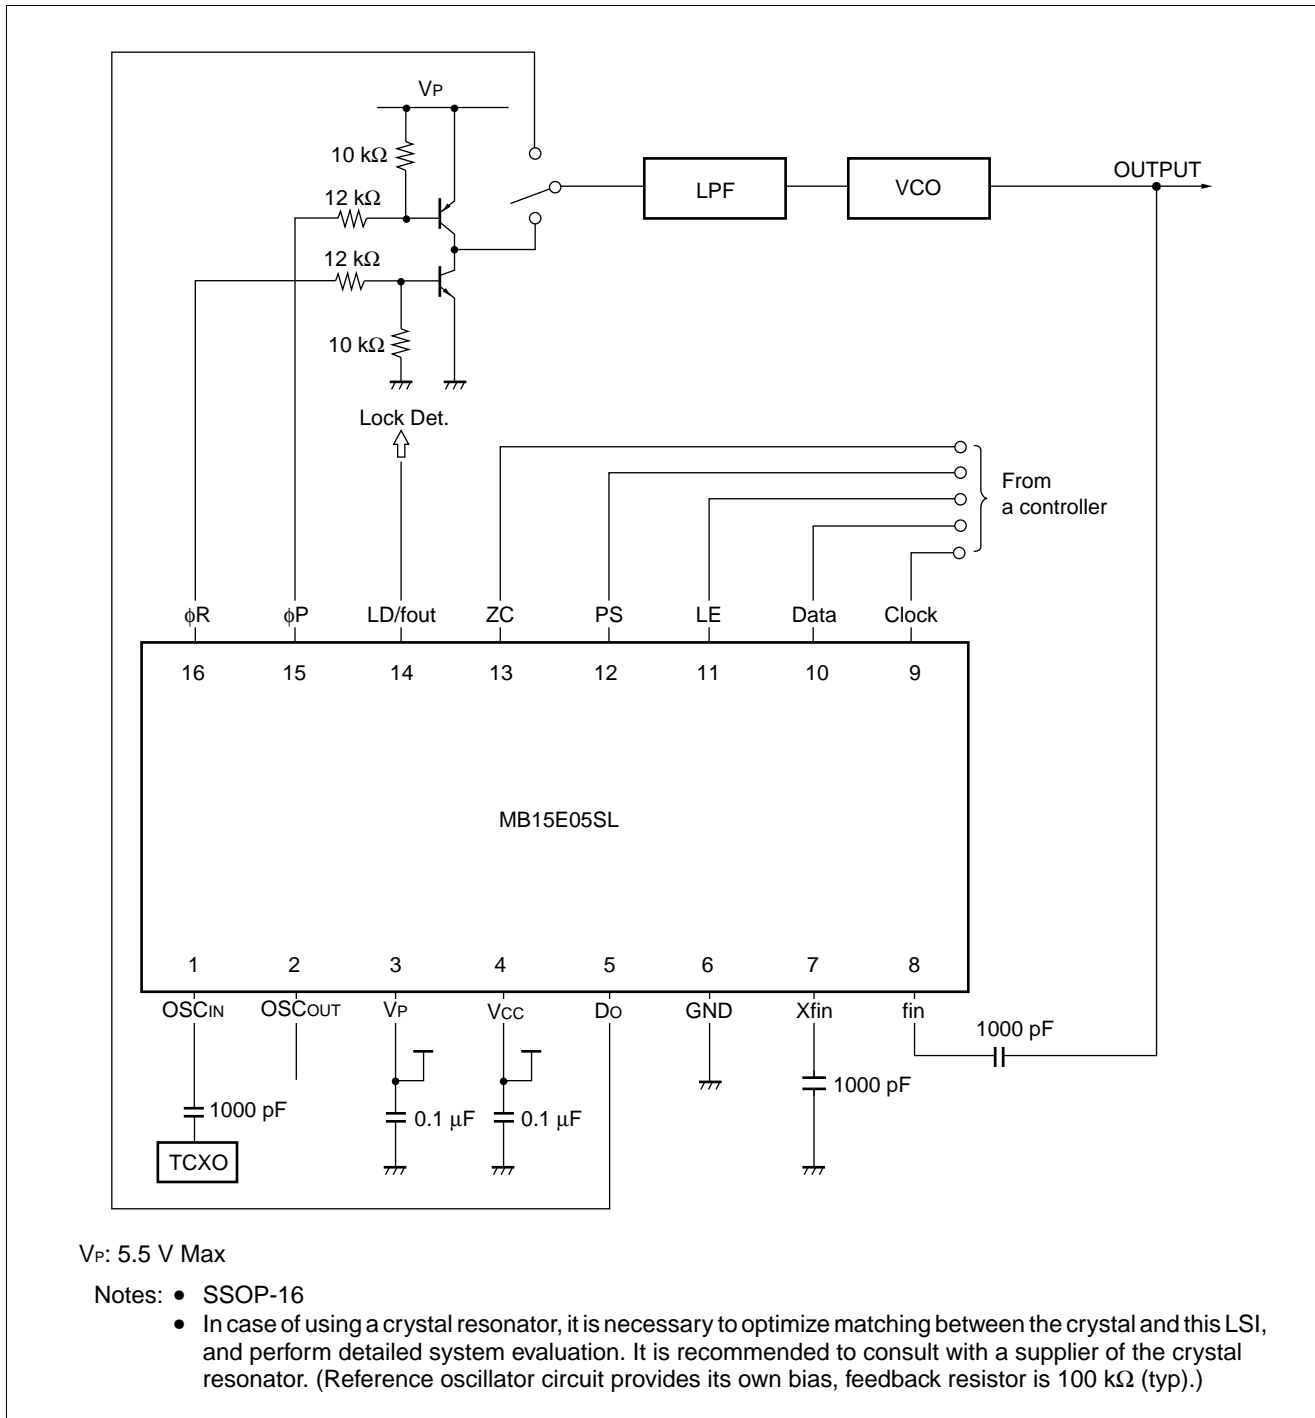 VP
10 kΩ
12 kΩ
12 kΩ
10 kΩ
LPF
VCO
OUTPUT
Lock Det.
From
a controller
φR φP LD/fout ZC PS LE Data Clock
16 15 14 13 12 11 10 9
MB15E05SL
1 2 3 4 5 6 7 8
OSCIN OSCOUT VP VCC DO GND Xfin fin
1000 pF
1000 pF
1000 pF
0.1 μF
0.1 μF
TCXO
VP: 5.5 V Max
Notes: • SSOP-16
• In case of using a crystal resonator, it is necessary to optimize matching between the crystal and this LSI,
and perform detailed system evaluation. It is recommended to consult with a supplier of the crystal
resonator. (Reference oscillator circuit provides its own bias, feedback resistor is 100 kΩ (typ).)